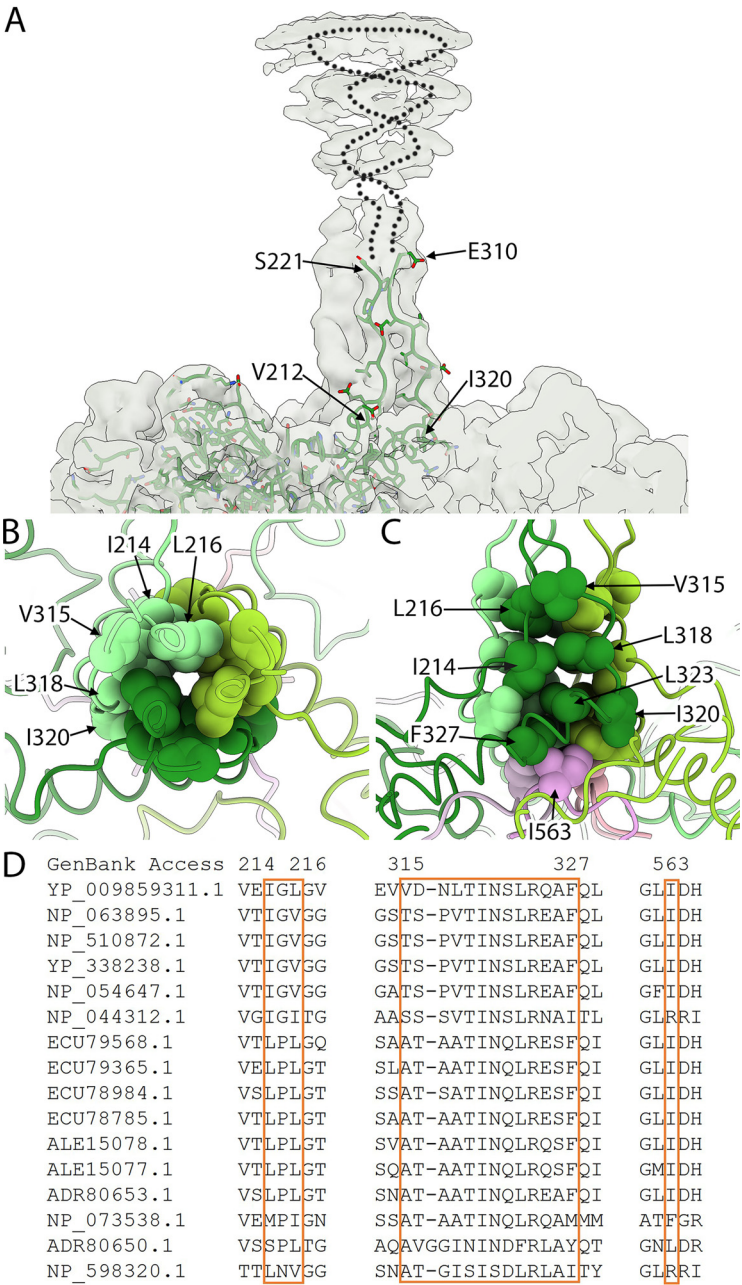 A
S221
E310
V212
I320
B
I214 L216
V315
L318
I320
C
V315
L216
L318
I214
L323
I320
F327
I563
D
GenBank Access 214 216 315 327 563
YP_009859311.1 VEIGLGV EVVD-NLTINSLRQAFQL GLIDH
NP_063895.1 VTIGVGG GSTS-PVTINSLREAFQL GLIDH
NP_510872.1 VTIGVGG GSTS-PVTINSLREAFQL GLIDH
YP_338238.1 VTIGVGG GSTS-PVTINSLREAFQL GLIDH
NP_054647.1 VTIGVGG GATS-PVTINSLREAFQL GFIDH
NP_044312.1 VGIGITG AASS-SVTINSLRNAITL GLRRI
ECU79568.1 VTLPLGQ SAAT-AATINQLRESFQI GLIDH
ECU79365.1 VELPLGT SLAT-AATINQLRESFQI GLIDH
ECU78984.1 VSLPLGT SSAT-SATINQLRESFQI GLIDH
ECU78785.1 VTLPLGT SSAT-AATINQLRESFQI GLIDH
ALE15078.1 VTLPLGT SVAT-AATINQLRQSFQI GLIDH
ALE15077.1 VTLPLGT SQAT-AATINQLRQSFQI GMIDH
ADR80653.1 VSLPLGT SNAT-AATINQLREAFQI GLIDH
NP_073538.1 VEMPIGN SSAT-AATINQLRQAMMM ATFGR
ADR80650.1 VSSPLTG AQAVGGININDFRLAYQT GNLDR
NP_598320.1 TTLNVGG SNAT-GISISDLRLAITY GLRRI